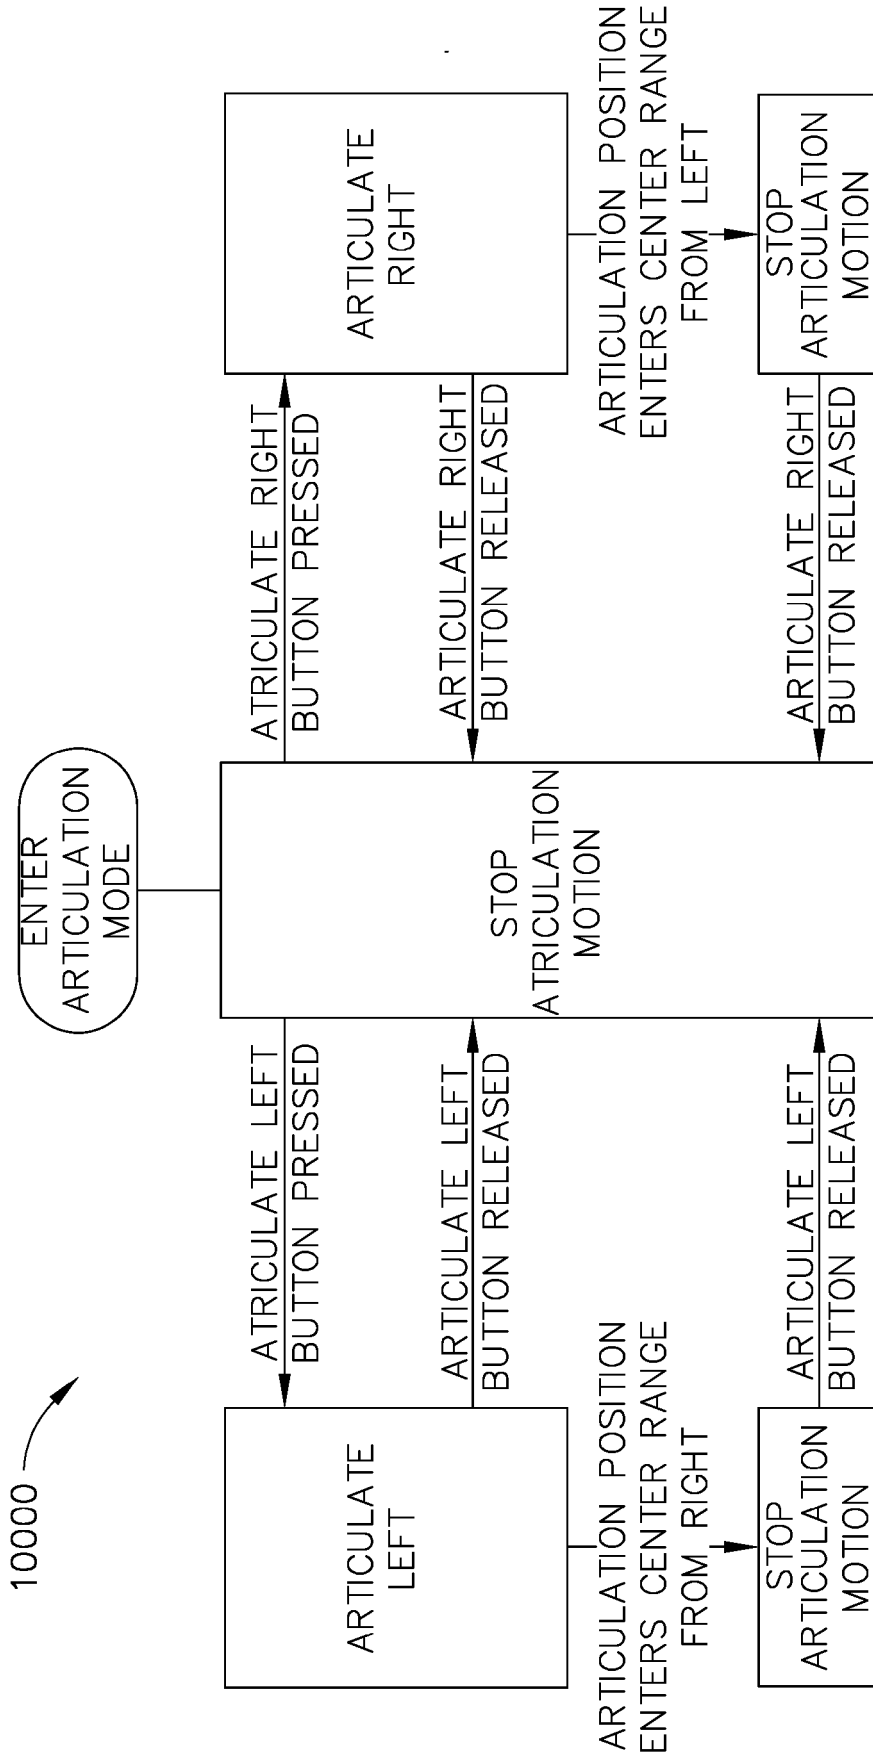 10000
ENTER
ARTICULATION
MODE
ATRICULATE LEFT
BUTTON PRESSED
ATRICULATE RIGHT
BUTTON PRESSED
ARTICULATE
LEFT
ARTICULATE
RIGHT
ARTICULATE LEFT
BUTTON RELEASED
STOP
ATRICULATION
MOTION
ARTICULATE RIGHT
BUTTON RELEASED
ARTICULATION POSITION
ENTERS CENTER RANGE
FROM RIGHT
ARTICULATION POSITION
ENTERS CENTER RANGE
FROM LEFT
STOP
ARTICULATION
MOTION
ARTICULATE LEFT
BUTTON RELEASED
ARTICULATE RIGHT
BUTTON RELEASED
STOP
ARTICULATION
MOTION